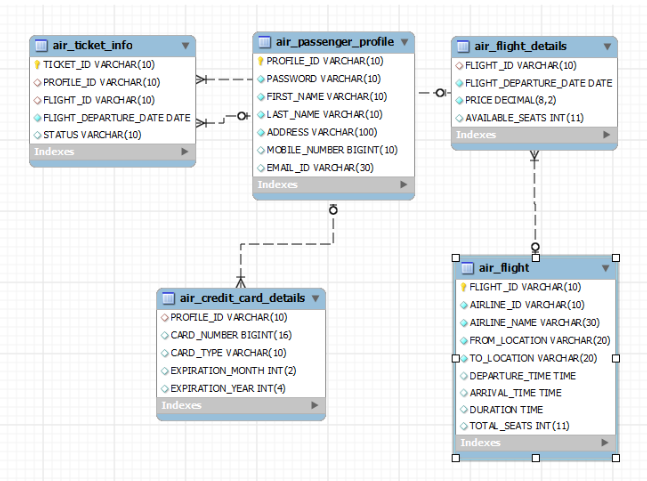 air_ticket_info
TICKET_ID VARCHAR(10)
PROFILE_ID VARCHAR(10)
FLIGHT_ID VARCHAR(10)
FLIGHT_DEPARTURE_DATE DATE
STATUS VARCHAR(10)
Indexes
air_passenger_profile
PROFILE_ID VARCHAR(10)
PASSWORD VARCHAR(10)
FIRST_NAME VARCHAR(10)
LAST_NAME VARCHAR(10)
ADDRESS VARCHAR(100)
MOBILE_NUMBER BIGINT(10)
EMAIL_ID VARCHAR(30)
Indexes
air_flight_details
FLIGHT_ID VARCHAR(10)
FLIGHT_DEPARTURE_DATE DATE
PRICE DECIMAL(8,2)
AVAILABLE_SEATS INT(11)
Indexes
air_credit_card_details
PROFILE_ID VARCHAR(10)
CARD_NUMBER BIGINT(16)
CARD_TYPE VARCHAR(10)
EXPIRATION_MONTH INT(2)
EXPIRATION_YEAR INT(4)
Indexes
air_flight
FLIGHT_ID VARCHAR(10)
AIRLINE_ID VARCHAR(10)
AIRLINE_NAME VARCHAR(30)
FROM_LOCATION VARCHAR(20)
TO_LOCATION VARCHAR(20)
DEPARTURE_TIME TIME
ARRIVAL_TIME TIME
DURATION TIME
TOTAL_SEATS INT(11)
Indexes